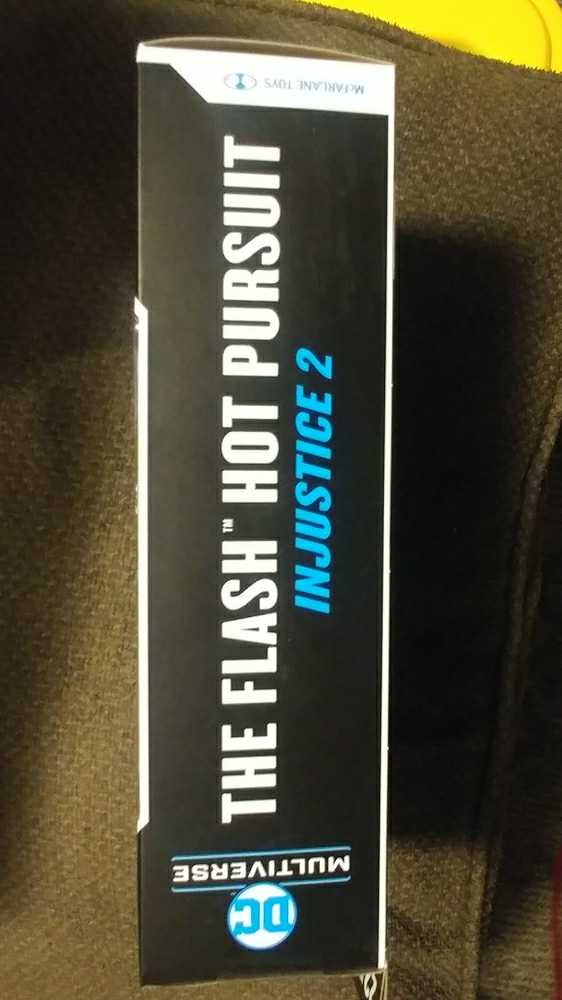 McFARLANE TOYS
THE FLASH™ HOT PURSUIT
INJUSTICE 2
DC
MULTIVERSE